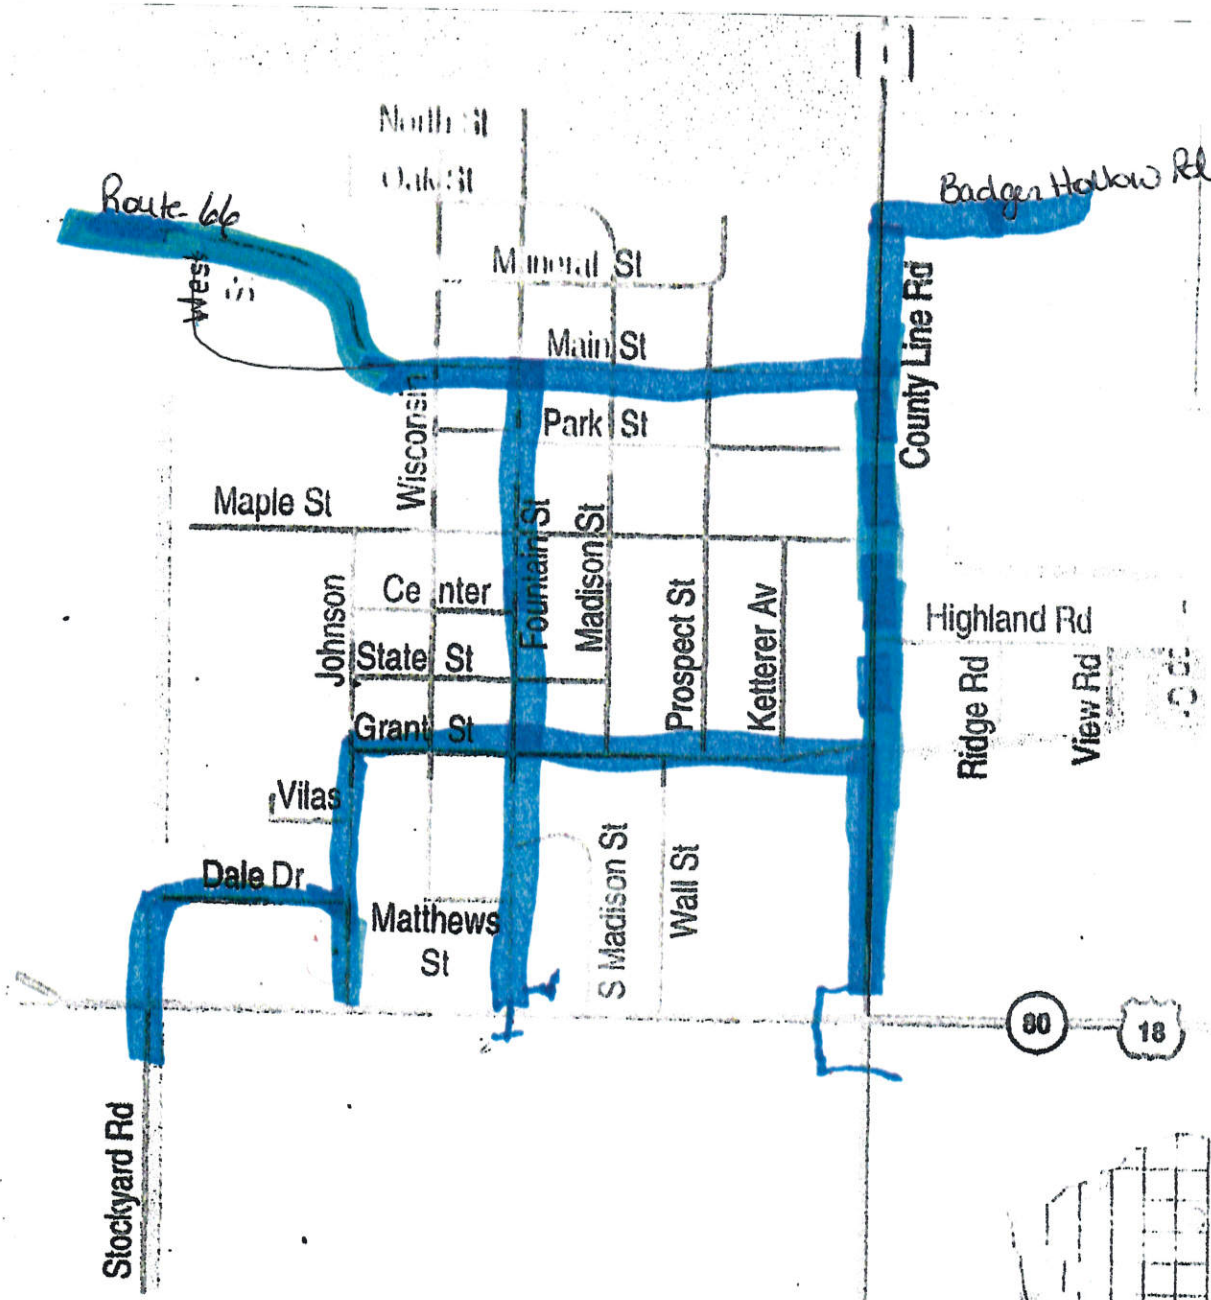 North St
Oak St
Badger Hollow Rd
Route 66
Mineral St
West
St
Main St
County Line Rd
Wisconsin
Park St
Maple St
Fountain St
Madison St
Johnson
Center
Prospect St
Ketterer Av
Highland Rd
State St
Grant St
Ridge Rd
View Rd
Vilas
Dale Dr
S Madison St
Wall St
Matthews
St
80
18
Stockyard Rd